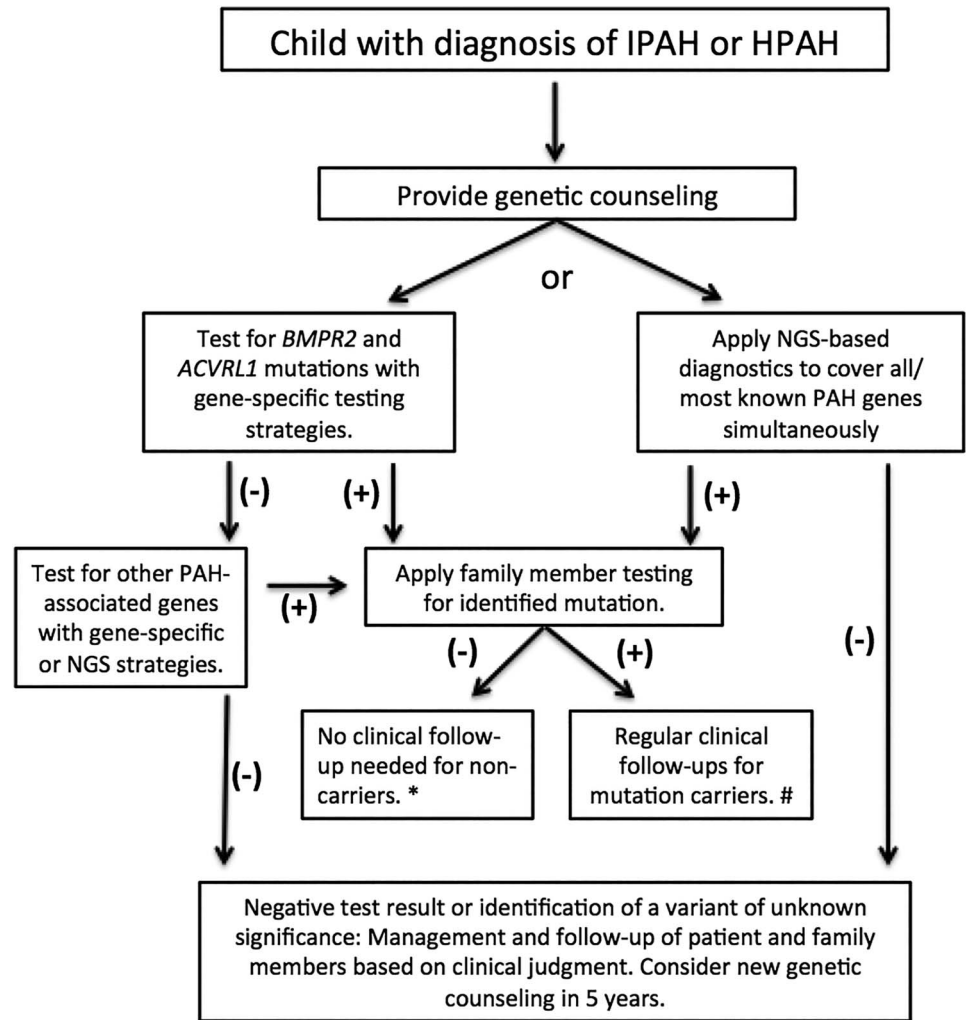 Child with diagnosis of IPAH or HPAH
Provide genetic counseling
or
Test for BMPR2 and
ACVRL1 mutations with
gene-specific testing
strategies.
Apply NGS-based
diagnostics to cover all/
most known PAH genes
simultaneously
(-)
(+)
(+)
Test for other PAH-
associated genes
with gene-specific
or NGS strategies.
(+)
Apply family member testing
for identified mutation.
(-)
(+)
(-)
No clinical follow-
up needed for non-
carriers. *
Regular clinical
follow-ups for
mutation carriers. #
(-)
Negative test result or identification of a variant of unknown
significance: Management and follow-up of patient and family
members based on clinical judgment. Consider new genetic
counseling in 5 years.